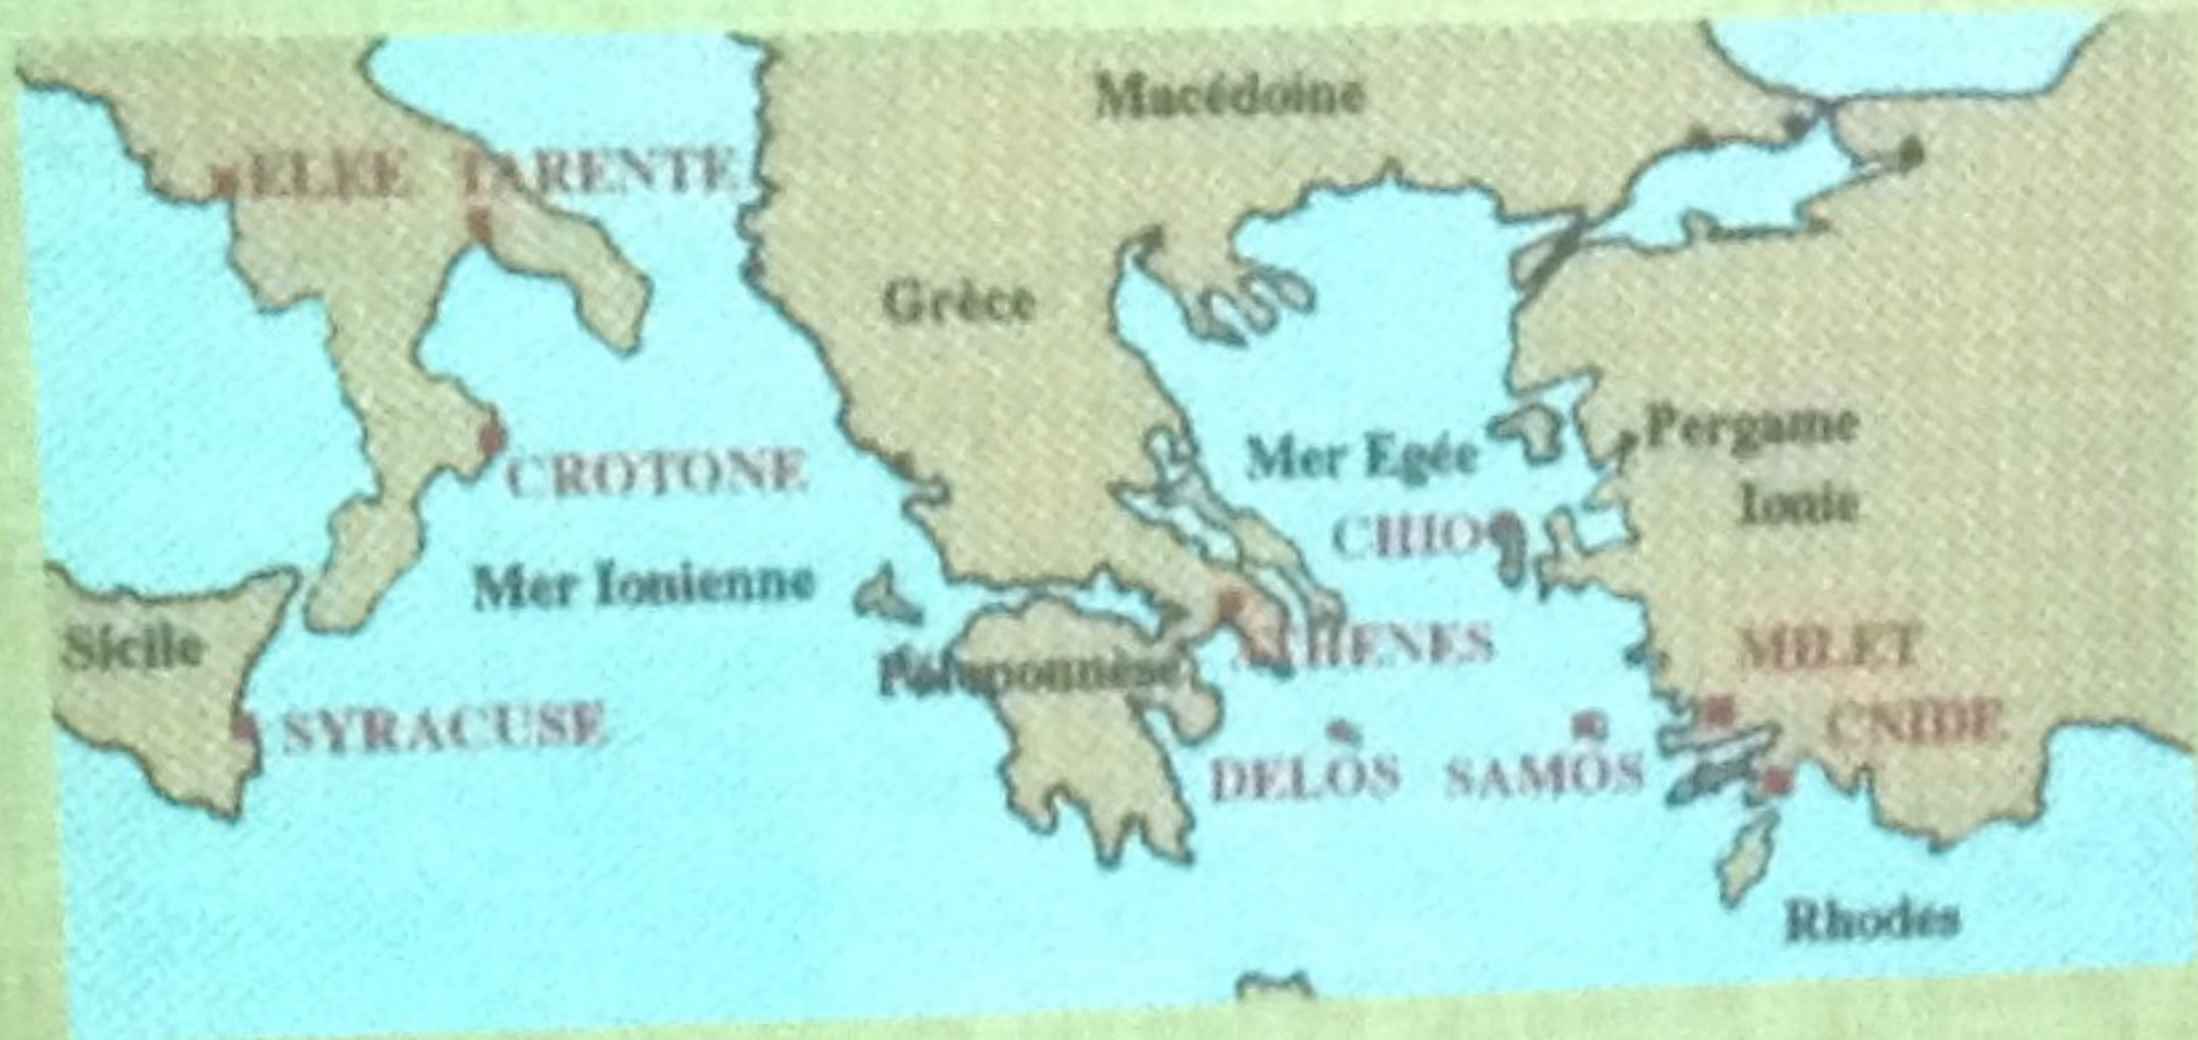 Macédoine
ELEE TARENTE
Grèce
Mer Egée
Pergame
CROTONE
Ionie
CHIOS
Mer Ionienne
Sicile
ATHENES
MILET
Péloponnèse
SYRACUSE
CNIDE
DELOS SAMOS
Rhodes